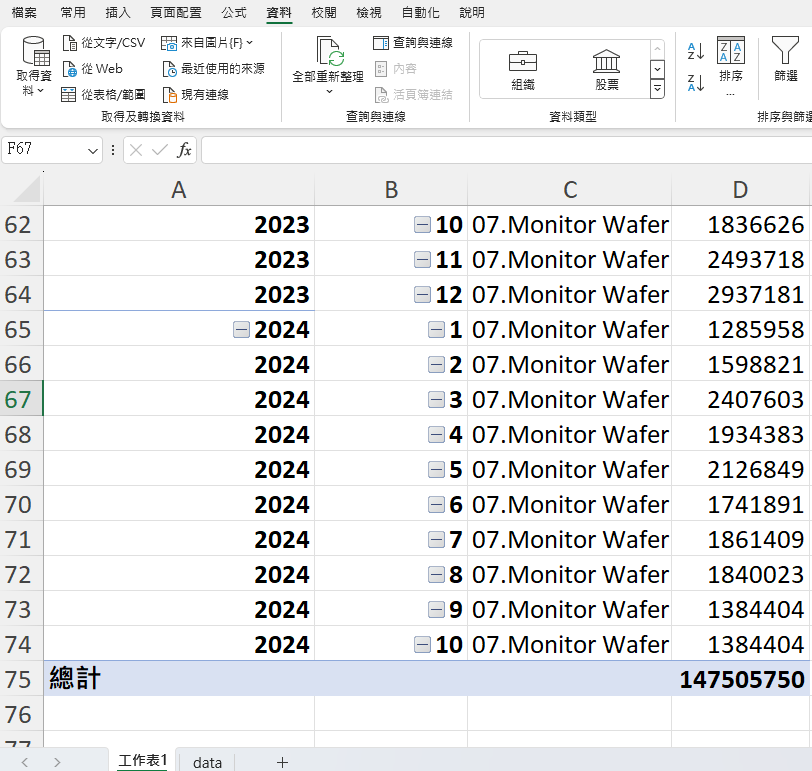 檔案 常用 插入 頁面配置 公式 資料 校閱 檢視 自動化 說明
取得資料
從文字/CSV
從 Web
從表格/範圍
來自圖片{F}
最近使用的來源
現有連線
取得及轉換資料
全部重新整理
查詢與連線
內容
活頁簿連結
查詢與連線
組織
股票
資料類型
A Z
Z A
Z A A Z
排序...
篩選
排序與篩選
F67 fx
A B C D
62 2023 10 07.Monitor Wafer 1836626
63 2023 11 07.Monitor Wafer 2493718
64 2023 12 07.Monitor Wafer 2937181
65 2024 1 07.Monitor Wafer 1285958
66 2024 2 07.Monitor Wafer 1598821
67 2024 3 07.Monitor Wafer 2407603
68 2024 4 07.Monitor Wafer 1934383
69 2024 5 07.Monitor Wafer 2126849
70 2024 6 07.Monitor Wafer 1741891
71 2024 7 07.Monitor Wafer 1861409
72 2024 8 07.Monitor Wafer 1840023
73 2024 9 07.Monitor Wafer 1384404
74 2024 10 07.Monitor Wafer 1384404
75 總計 147505750
76
77
工作表1 data